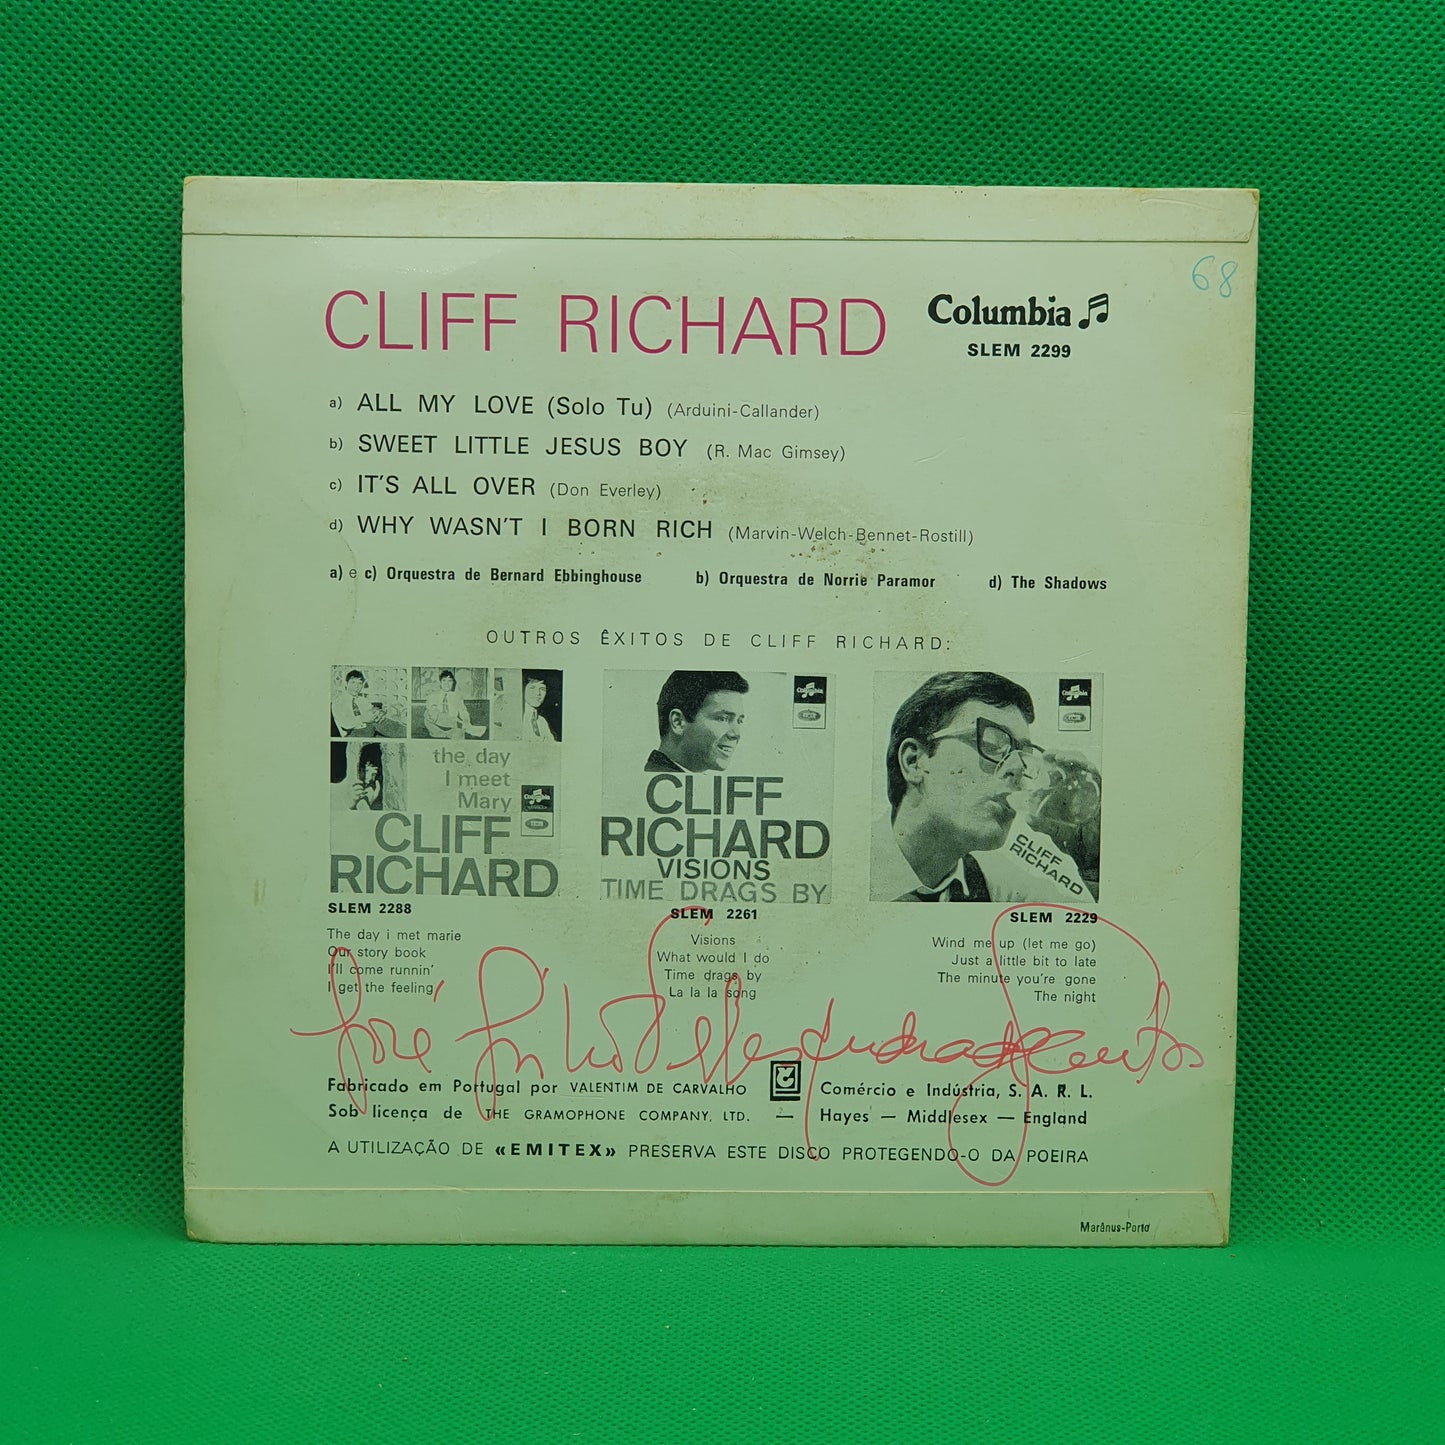 68
CLIFF RICHARD
Columbia
SLEM 2299
a) ALL MY LOVE (Solo Tu) (Arduini-Callander)
b) SWEET LITTLE JESUS BOY (R. Mac Gimsey)
c) IT'S ALL OVER (Don Everley)
d) WHY WASN'T I BORN RICH (Marvin-Welch-Bennet-Rostill)
a) e c) Orquestra de Bernard Ebbinghouse b) Orquestra de Norrie Paramor d) The Shadows
OUTROS ÊXITOS DE CLIFF RICHARD:
the day
I meet
Mary
Columbia
CLIFF
RICHARD
SLEM 2288
The day i met marie
Our story book
I'll come runnin'
I get the feeling
Columbia
CLIFF
RICHARD
VISIONS
TIME DRAGS BY
SLEM 2261
Visions
What would I do
Time drags by
La la la song
Columbia
CLIFF
RICHARD
SLEM 2229
Wind me up (let me go)
Just a little bit to late
The minute you're gone
The night
José
Fabricado em Portugal por VALENTIM DE CARVALHO Comércio e Indústria, S. A. R. L.
Sob licença de THE GRAMOPHONE COMPANY, LTD. — Hayes — Middlesex — England
A UTILIZAÇÃO DE «EMITEX» PRESERVA ESTE DISCO PROTEGENDO-O DA POEIRA
Marânus-Porto